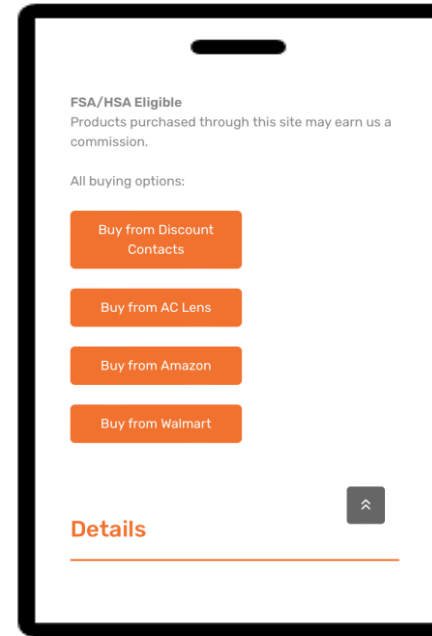 FSA/HSA Eligible
Products purchased through this site may earn us a
commission.
All buying options:
Buy from Discount
Contacts
Buy from AC Lens
Buy from Amazon
Buy from Walmart
Details